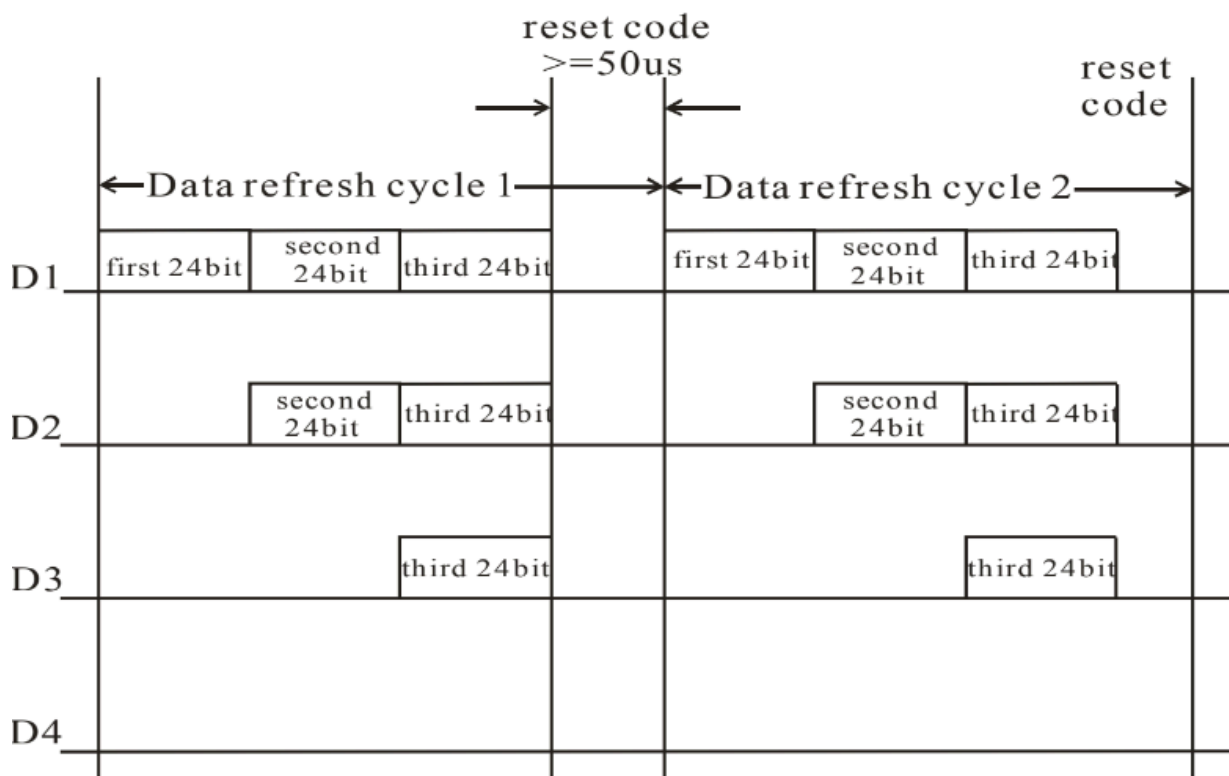 reset code
>=50us
reset
code
Data refresh cycle 1
Data refresh cycle 2
D1
first 24bit
second
24bit
third 24bit
first 24bit
second
24bit
third 24bit
D2
second
24bit
third 24bit
second
24bit
third 24bit
D3
third 24bit
third 24bit
D4